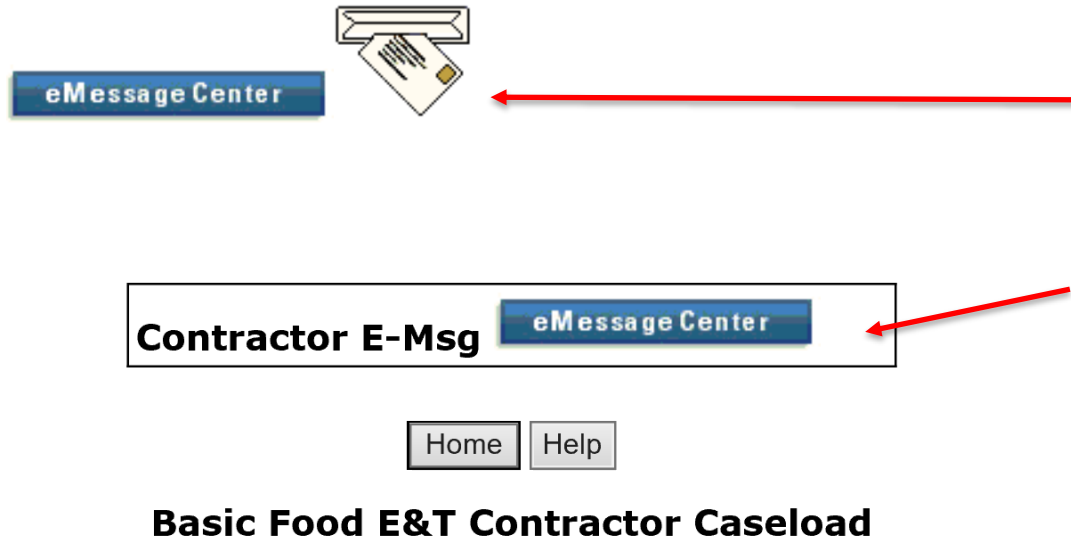 eMessage Center
Contractor E-Msg eMessage Center
Home Help
Basic Food E&T Contractor Caseload